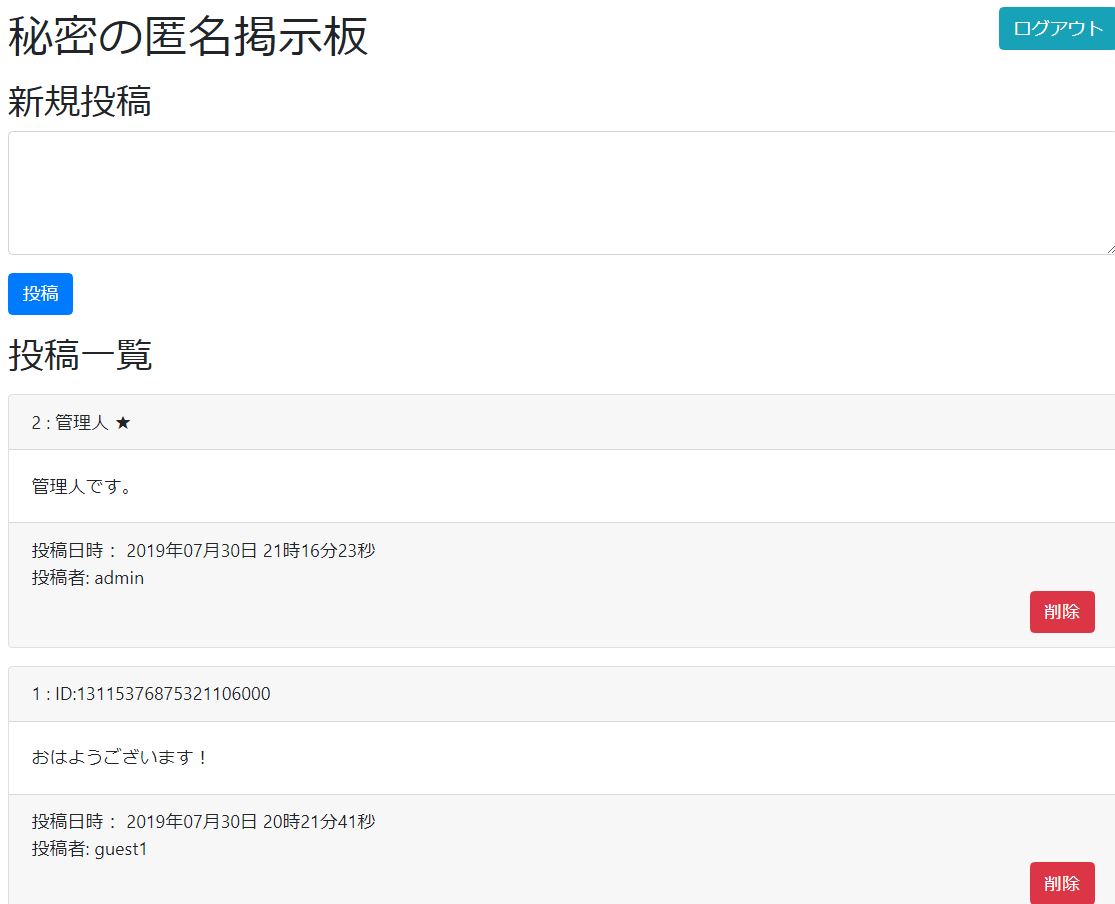 秘密の匿名掲示板
ログアウト
新規投稿
投稿
投稿一覧
2 : 管理人 ★
管理人です。
投稿日時： 2019年07月30日 21時16分23秒
投稿者: admin
削除
1 : ID:13115376875321106000
おはようございます！
投稿日時： 2019年07月30日 20時21分41秒
投稿者: guest1
削除